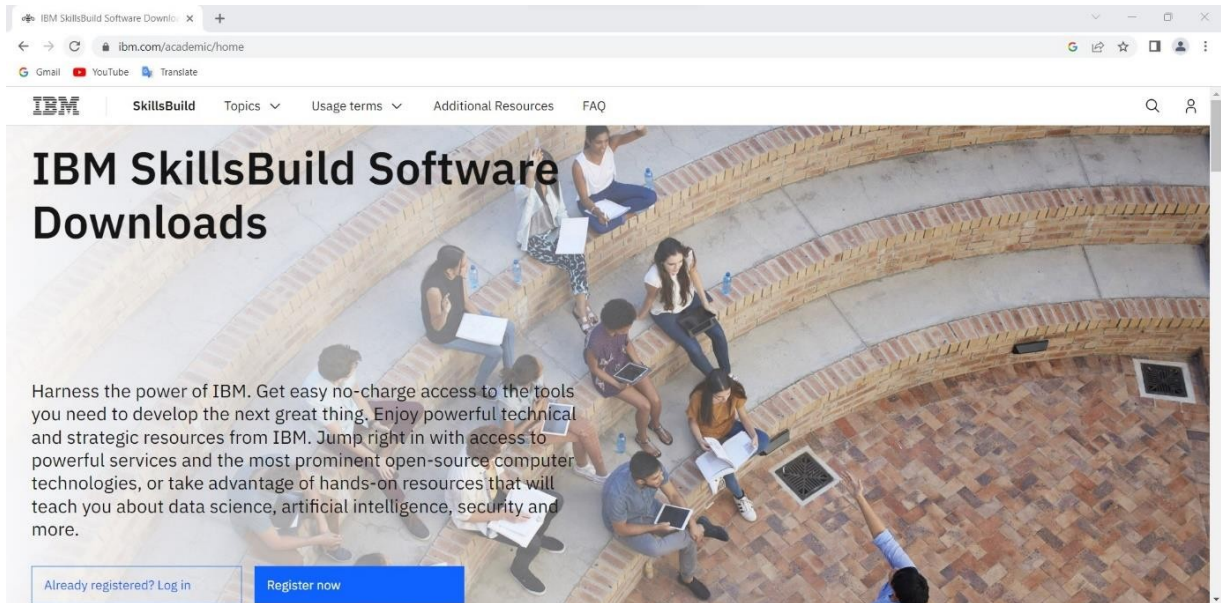 IBM SkillsBuild Software Downlo
ibm.com/academic/home
G
Gmail YouTube Translate
IBM SkillsBuild Topics Usage terms Additional Resources FAQ
IBM SkillsBuild Software
Downloads
Harness the power of IBM. Get easy no-charge access to the tools
you need to develop the next great thing. Enjoy powerful technical
and strategic resources from IBM. Jump right in with access to
powerful services and the most prominent open-source computer
technologies, or take advantage of hands-on resources that will
teach you about data science, artificial intelligence, security and
more.
Already registered? Log in Register now